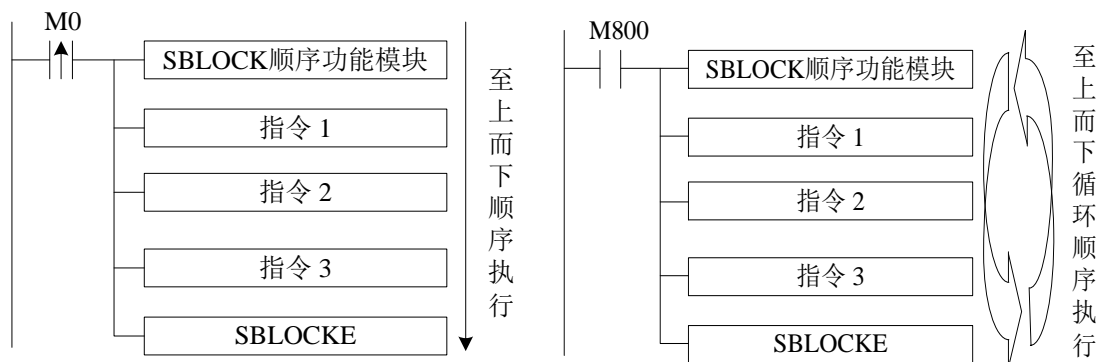 M0
SBLOCK顺序功能模块
指令 1
指令 2
指令 3
SBLOCKE
至上而下顺序执行
M800
SBLOCK顺序功能模块
指令 1
指令 2
指令 3
SBLOCKE
至上而下循环顺序执行